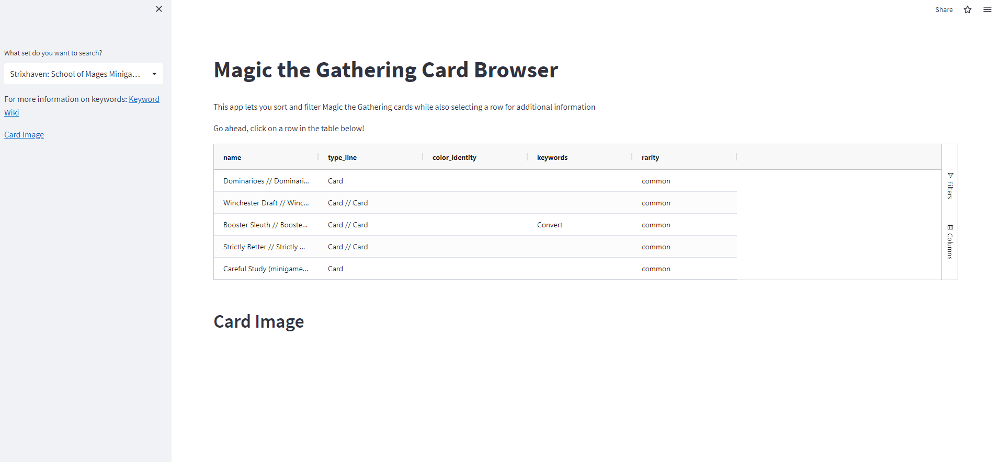 What set do you want to search?
Strixhaven: School of Mages Miniga...
For more information on keywords: Keyword
Wiki
Card Image
Share
Magic the Gathering Card Browser
This app lets you sort and filter Magic the Gathering cards while also selecting a row for additional information
Go ahead, click on a row in the table below!
name type_line color_identity keywords rarity
Dominarioes // Dominari... Card common
Winchester Draft // Winc... Card // Card common
Booster Sleuth // Booste... Card // Card Convert common
Strictly Better // Strictly ... Card // Card common
Careful Study (minigame... Card common
Filters
Columns
Card Image